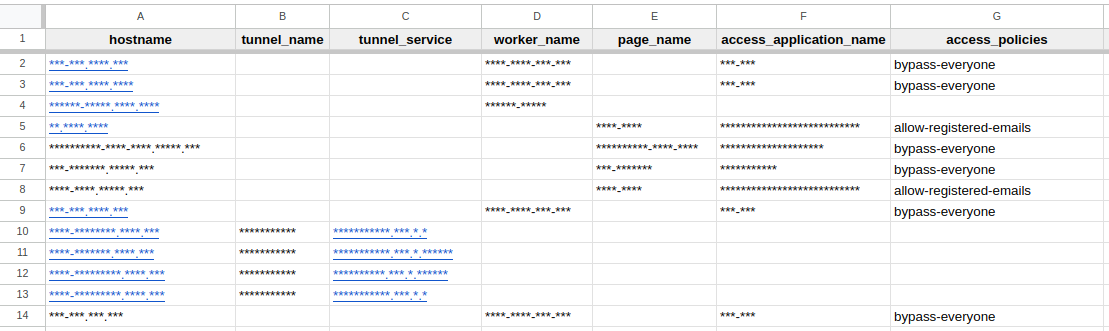 A B C D E F G
1 hostname tunnel_name tunnel_service worker_name page_name access_application_name access_policies
2 ***-***.****.*** ****-****-***-*** ***-*** bypass-everyone
3 ***-***.****.**** ****-****-***-*** ***-*** bypass-everyone
4 ******-*****.****.**** ******-*****
5 **.****.**** ****-**** *************************** allow-registered-emails
6 **********-****-****.*****.*** **********-****-**** ******************** bypass-everyone
7 ***-*******.*****.*** ***-******* *********** bypass-everyone
8 ****-****.*****.*** ****-**** *************************** allow-registered-emails
9 ***-***.****.*** ****-****-***-*** ***-*** bypass-everyone
10 ****-********.****.*** *********** ***********.***.*.*
11 ****-*******.****.*** *********** ***********.***.*.******
12 ****-*********.****.*** *********** **********.***.*.******
13 ****-*********.****.*** *********** ***********.***.*.*
14 ***-***.***.*** ****-****-***-*** ***-*** bypass-everyone